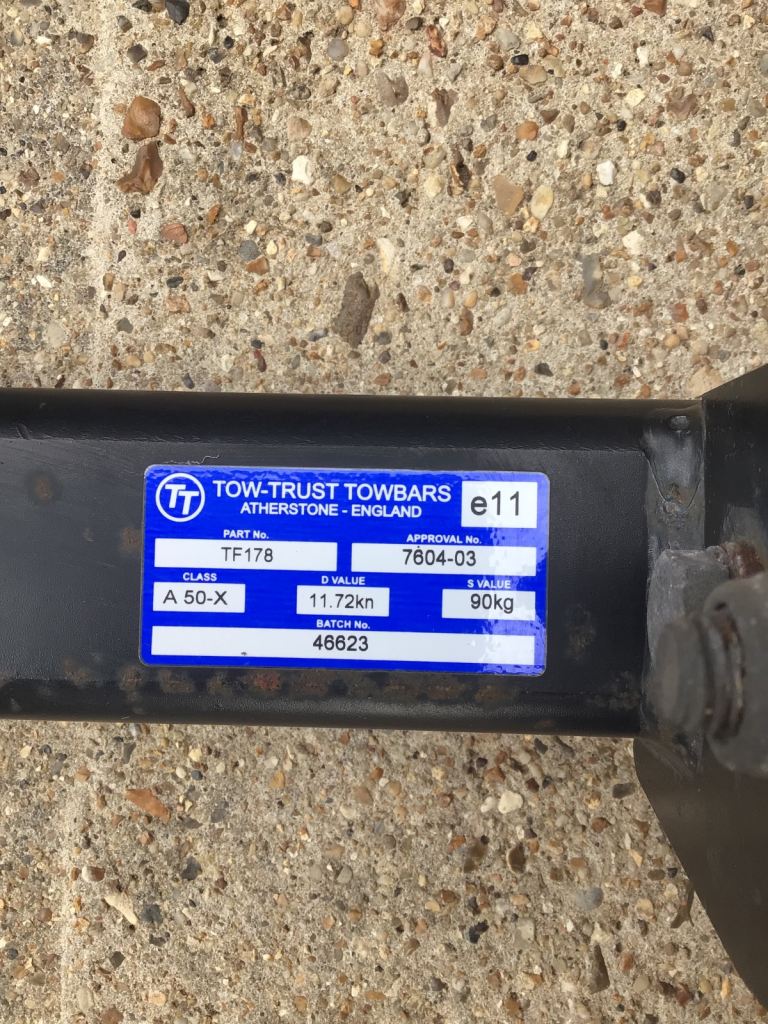 TT TOW-TRUST TOWBARS
ATHERSTONE - ENGLAND
e11
PART No. APPROVAL No.
TF178 7604-03
CLASS D VALUE S VALUE
A 50-X 11.72kn 90kg
BATCH No.
46623